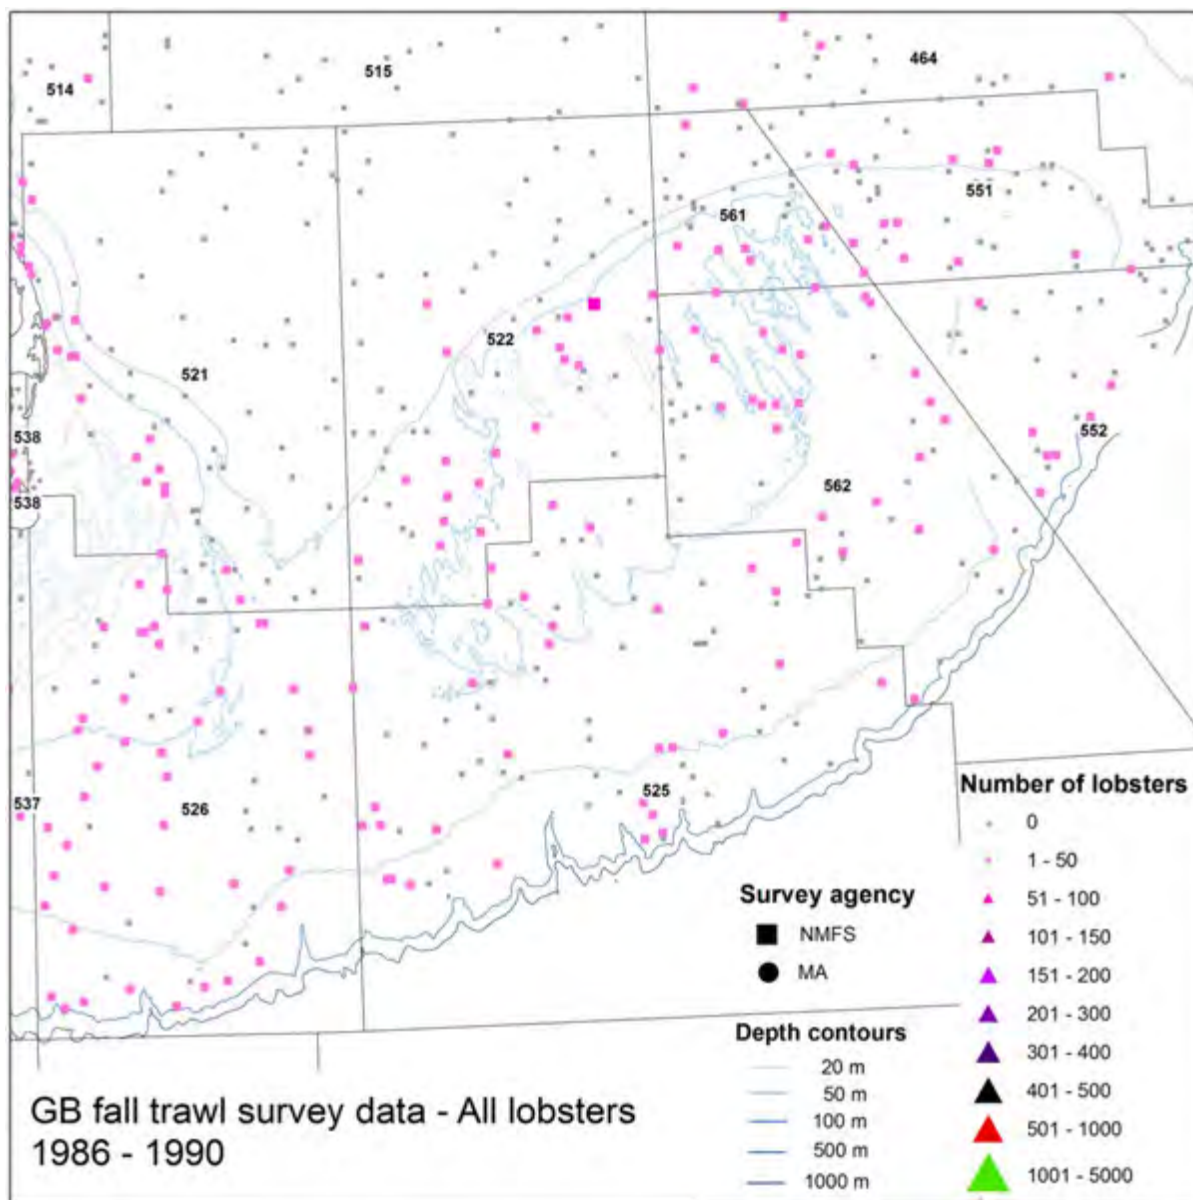 464
515
514
551
561
522
521
538
552
562
538
537
526
525
Number of lobsters
0
1 - 50
51 - 100
101 - 150
151 - 200
201 - 300
301 - 400
401 - 500
501 - 1000
1001 - 5000
Survey agency
NMFS
MA
Depth contours
20 m
50 m
100 m
500 m
1000 m
GB fall trawl survey data - All lobsters
1986 - 1990